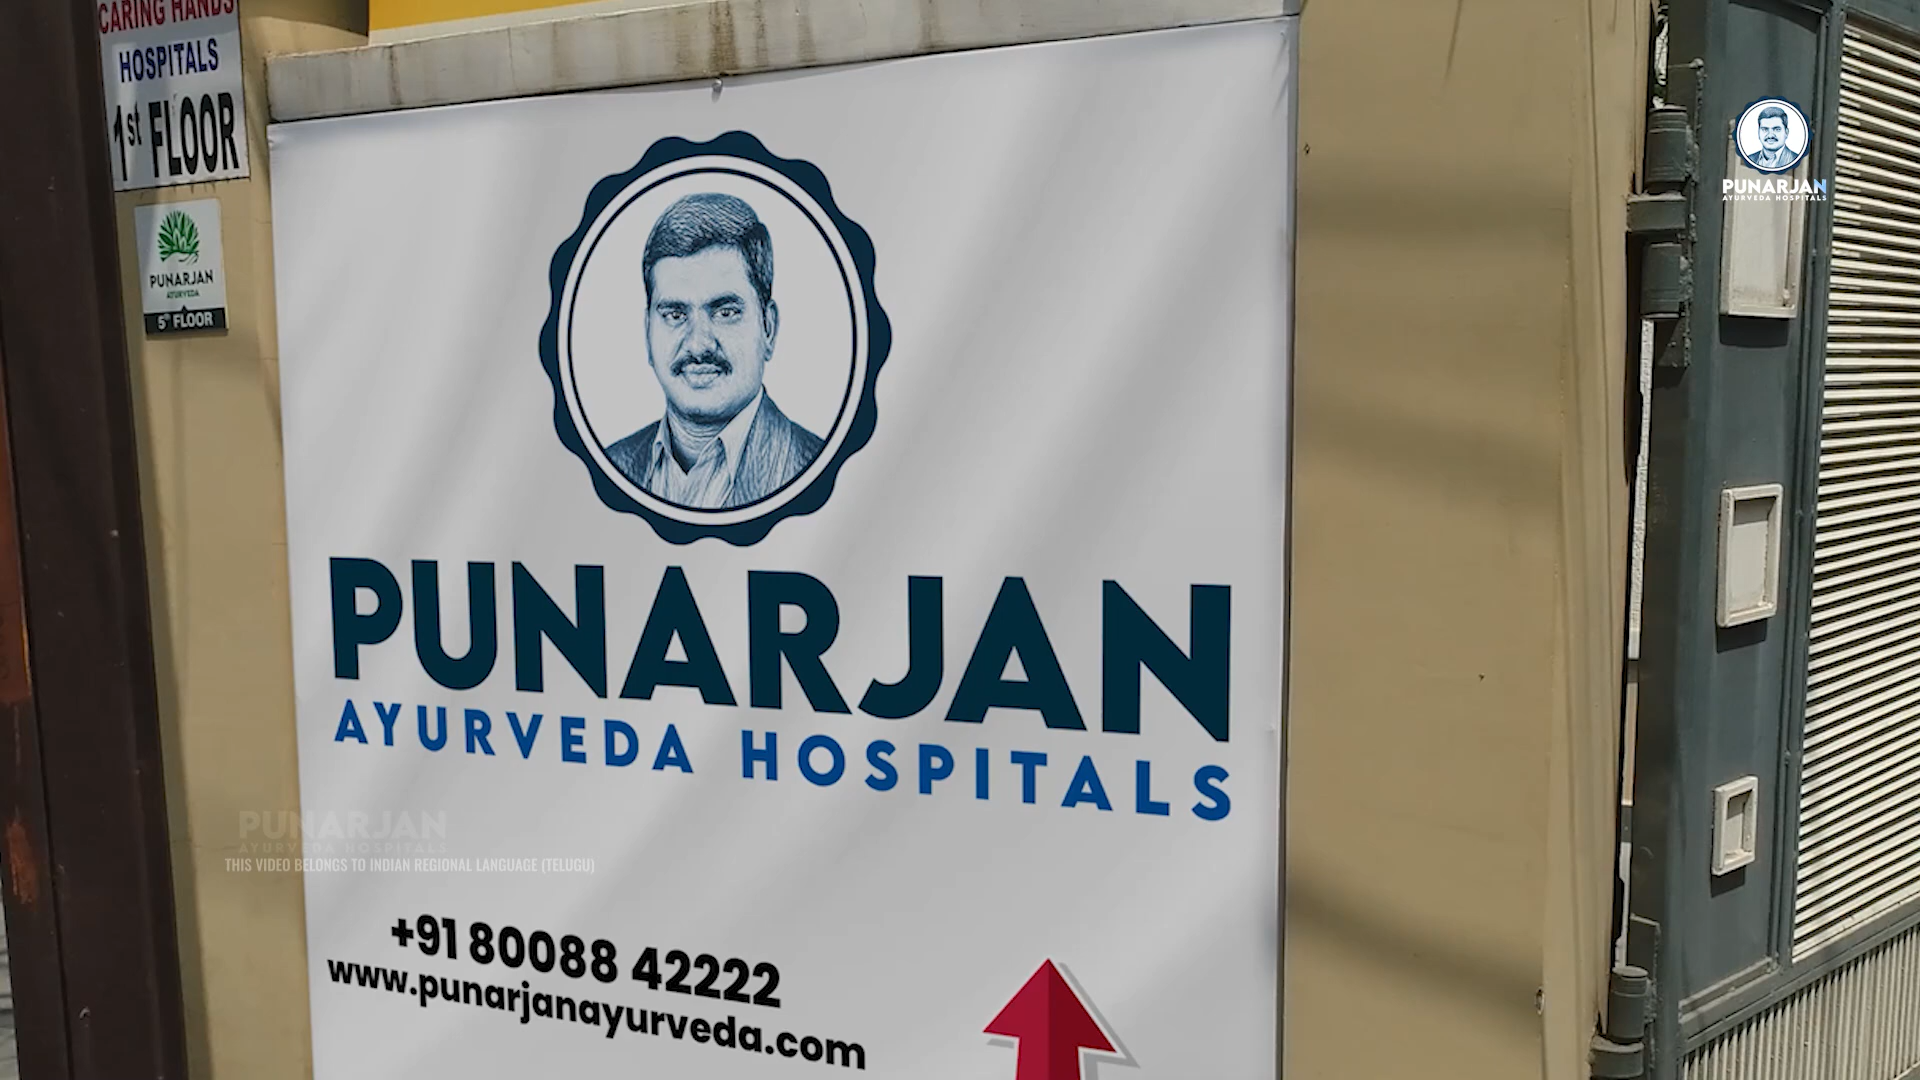 CARING HANDS
HOSPITALS
1st FLOOR
PUNARJAN
AYURVEDA
5th FLOOR
PUNARJAN
AYURVEDA HOSPITALS
PUNARJAN
AYURVEDA HOSPITALS
PUNARJAN
AYURVEDA HOSPITALS
THIS VIDEO BELONGS TO INDIAN REGIONAL LANGUAGE (TELUGU)
+91 80088 42222
www.punarjanayurveda.com